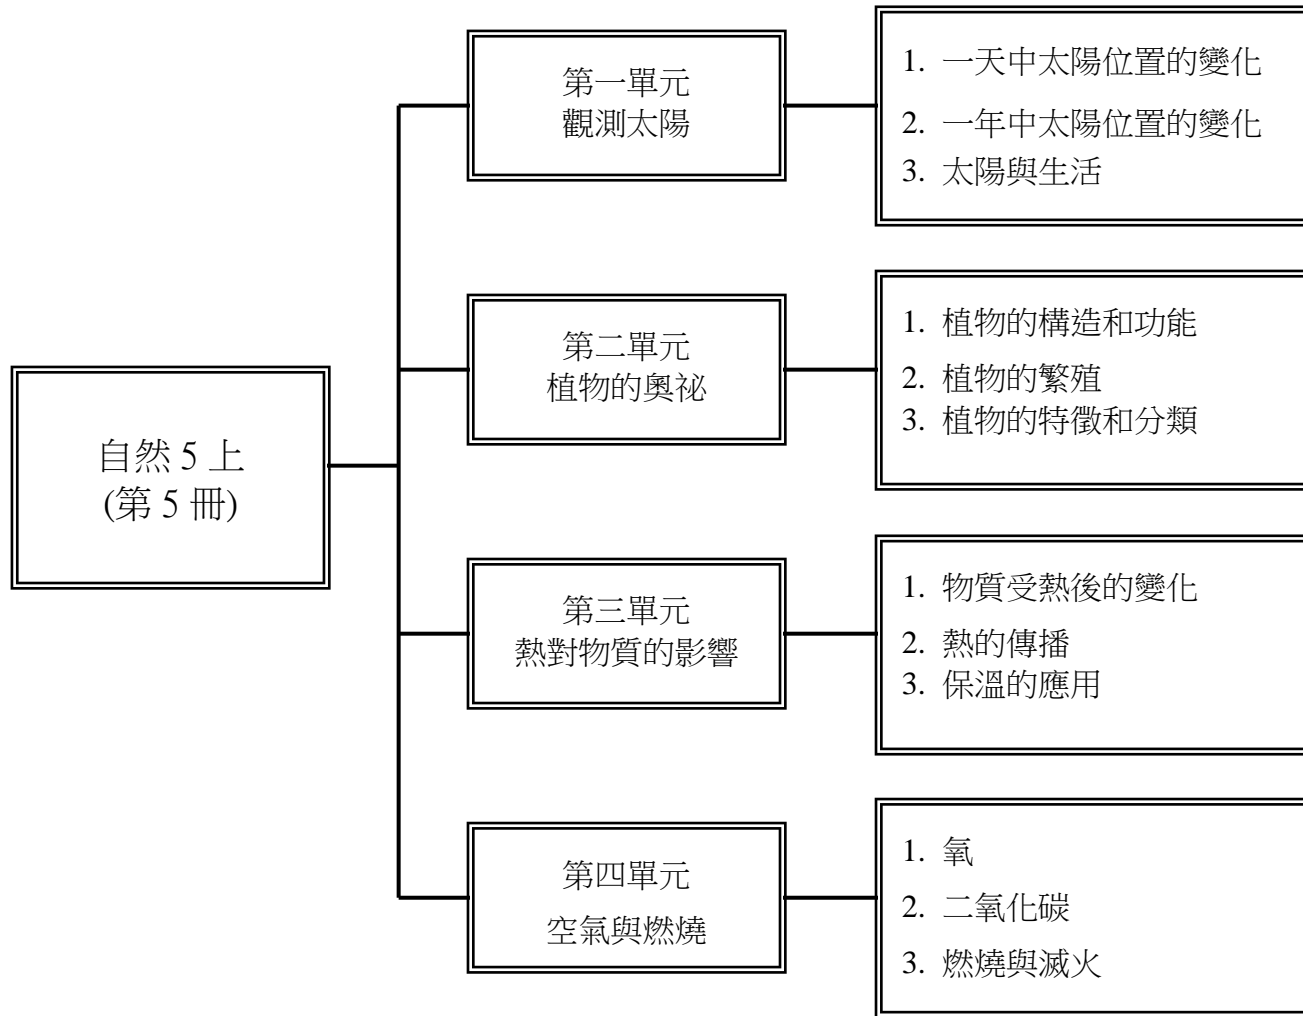 自然 5 上
(第 5 冊)
第一單元
觀測太陽
1. 一天中太陽位置的變化
2. 一年中太陽位置的變化
3. 太陽與生活
第二單元
植物的奧祕
1. 植物的構造和功能
2. 植物的繁殖
3. 植物的特徵和分類
第三單元
熱對物質的影響
1. 物質受熱後的變化
2. 熱的傳播
3. 保溫的應用
第四單元
空氣與燃燒
1. 氧
2. 二氧化碳
3. 燃燒與滅火